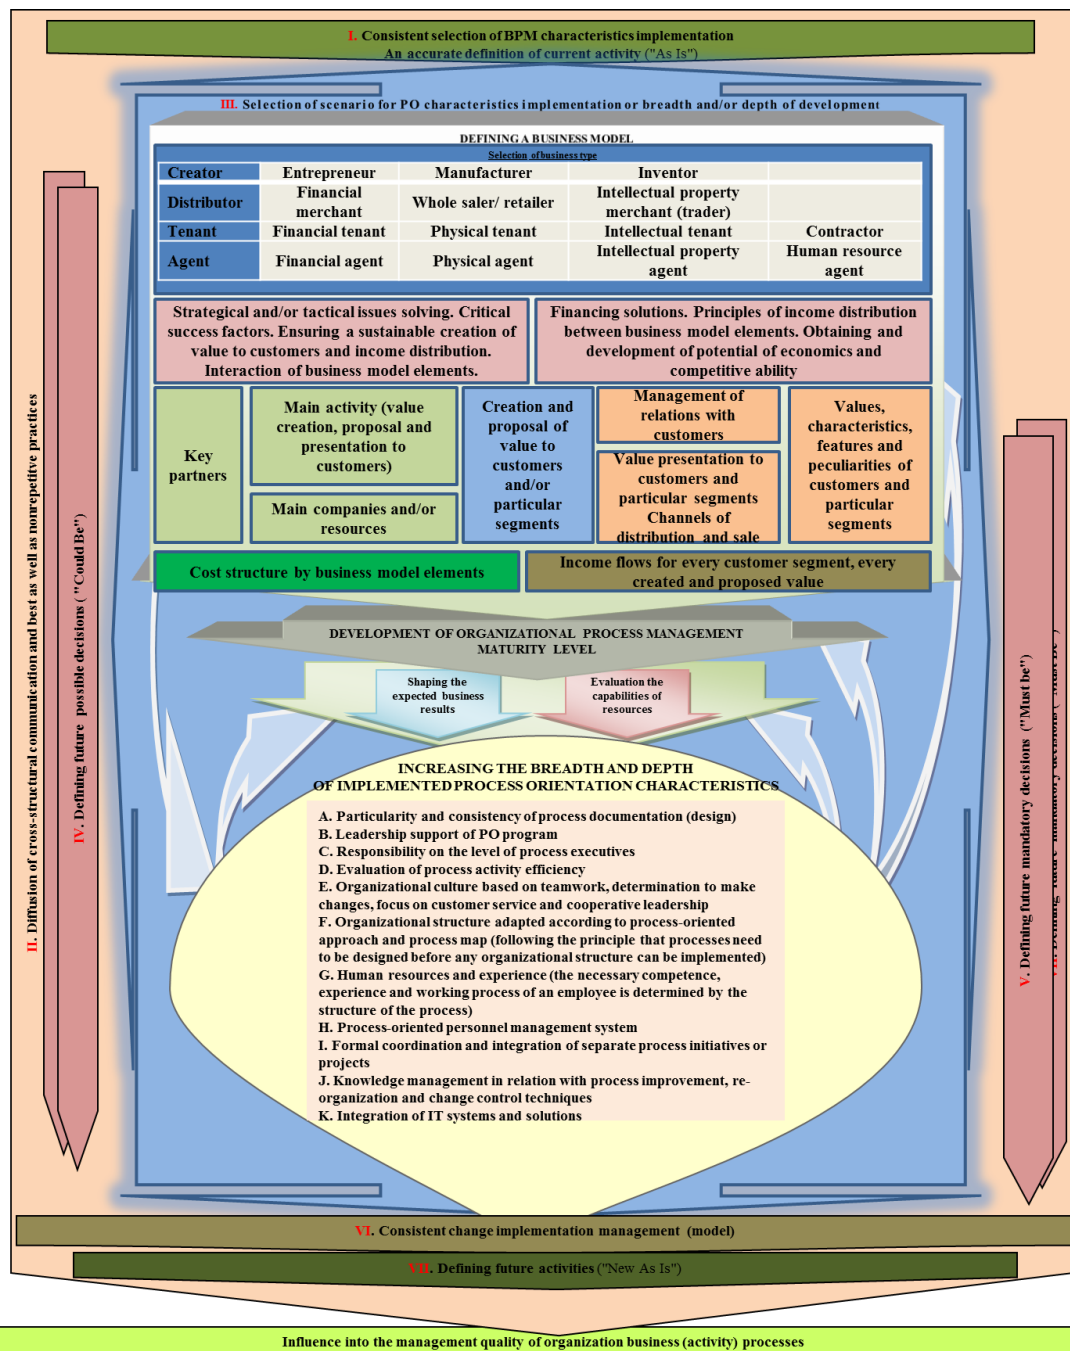 I. Consistent selection of BPM characteristics implementation
An accurate definition of current activity ("As Is")
III. Selection of scenario for PO characteristics implementation or breadth and/or depth of development
DEFINING A BUSINESS MODEL
Selection of business type
Creator Entrepreneur Manufacturer Inventor
Distributor Financial merchant Whole saler/ retailer Intellectual property merchant (trader)
Tenant Financial tenant Physical tenant Intellectual tenant Contractor
Agent Financial agent Physical agent Intellectual property agent Human resource agent
Strategical and/or tactical issues solving. Critical
success factors. Ensuring a sustainable creation of
value to customers and income distribution.
Interaction of business model elements.
Financing solutions. Principles of income distribution
between business model elements. Obtaining and
development of potential of economics and
competitive ability
Key
partners
Main activity (value
creation, proposal and
presentation to
customers)
Main companies and/or
resources
Creation and
proposal of
value to
customers
and/or
particular
segments
Management of
relations with
customers
Value presentation to
customers and
particular segments
Channels of
distribution and sale
Values,
characteristics,
features and
peculiarities of
customers and
particular
segments
Cost structure by business model elements
Income flows for every customer segment, every
created and proposed value
DEVELOPMENT OF ORGANIZATIONAL PROCESS MANAGEMENT
MATURITY LEVEL
Shaping the
expected business
results
Evaluation the
capabilities of
resources
INCREASING THE BREADTH AND DEPTH
OF IMPLEMENTED PROCESS ORIENTATION CHARACTERISTICS
A. Particularity and consistency of process documentation (design)
B. Leadership support of PO program
C. Responsibility on the level of process executives
D. Evaluation of process activity efficiency
E. Organizational culture based on teamwork, determination to make
changes, focus on customer service and cooperative leadership
F. Organizational structure adapted according to process-oriented
approach and process map (following the principle that processes need
to be designed before any organizational structure can be implemented)
G. Human resources and experience (the necessary competence,
experience and working process of an employee is determined by the
structure of the process)
H. Process-oriented personnel management system
I. Formal coordination and integration of separate process initiatives or
projects
J. Knowledge management in relation with process improvement, re-
organization and change control techniques
K. Integration of IT systems and solutions
II. Diffusion of cross-structural communication and best as well as nonrepetitve practices
IV. Defining future possible decisions ( "Could Be")
V. Defining future mandatory decisions ("Must be")
VI. Consistent change implementation management (model)
VII. Defining future activities ("New As Is")
Influence into the management quality of organization business (activity) processes